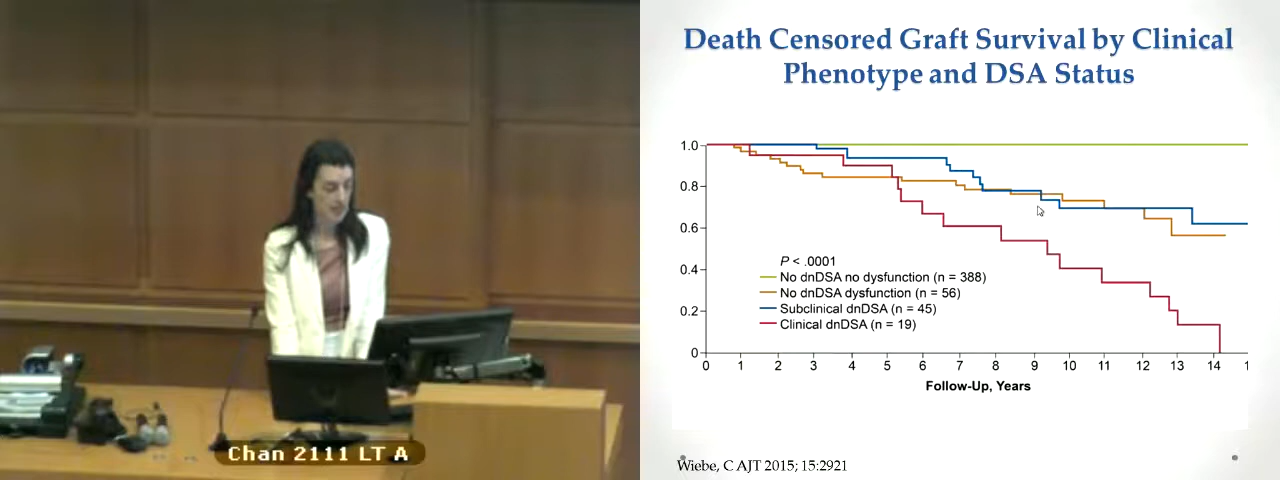 Chan 2111 LT A
Death Censored Graft Survival by Clinical
Phenotype and DSA Status
1.0
0.8
0.6
0.4
0.2
0
P < .0001
No dnDSA no dysfunction (n = 388)
No dnDSA dysfunction (n = 56)
Subclinical dnDSA (n = 45)
Clinical dnDSA (n = 19)
0 1 2 3 4 5 6 7 8 9 10 11 12 13 14 1
Follow-Up, Years
Wiebe, C AJT 2015; 15:2921